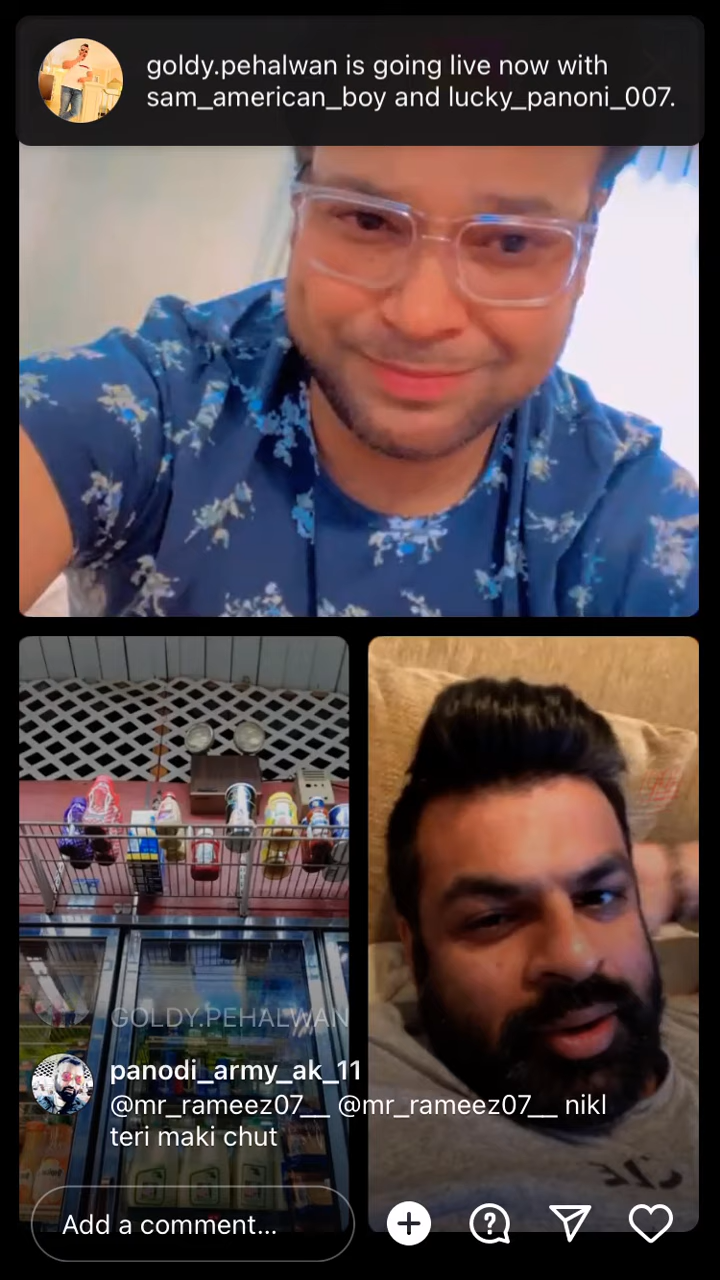 goldy.pehalwan is going live now with
sam_american_boy and lucky_panoni_007.
GOLDY.PEHALWAN
panodi_army_ak_11
@mr_rameez07__ @mr_rameez07__ nikl
teri maki chut
Add a comment...